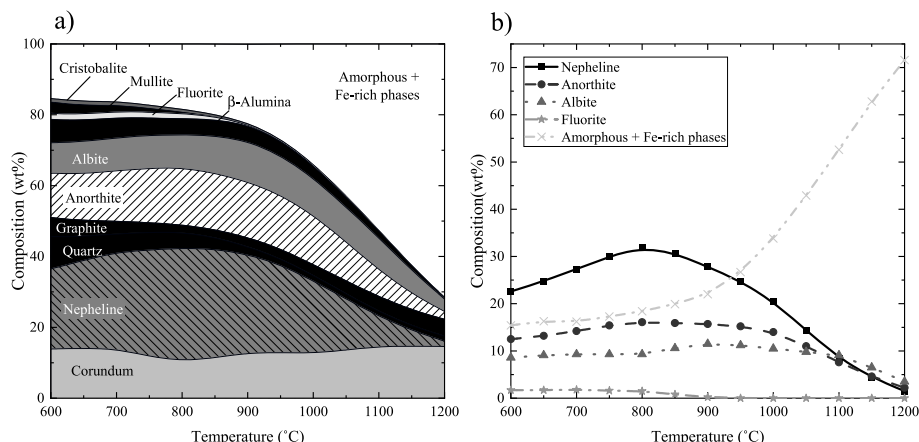 a)
100
80
60
40
20
0
Composition (wt%)
Cristobalite
Mullite
Fluorite
β-Alumina
Amorphous +
Fe-rich phases
Albite
Anorthite
Graphite
Quartz
Nepheline
Corundum
600 700 800 900 1000 1100 1200
Temperature (˚C)
b)
70
60
50
40
30
20
10
0
Composition(wt%)
Nepheline
Anorthite
Albite
Fluorite
Amorphous + Fe-rich phases
600 700 800 900 1000 1100 1200
Temperature (˚C)